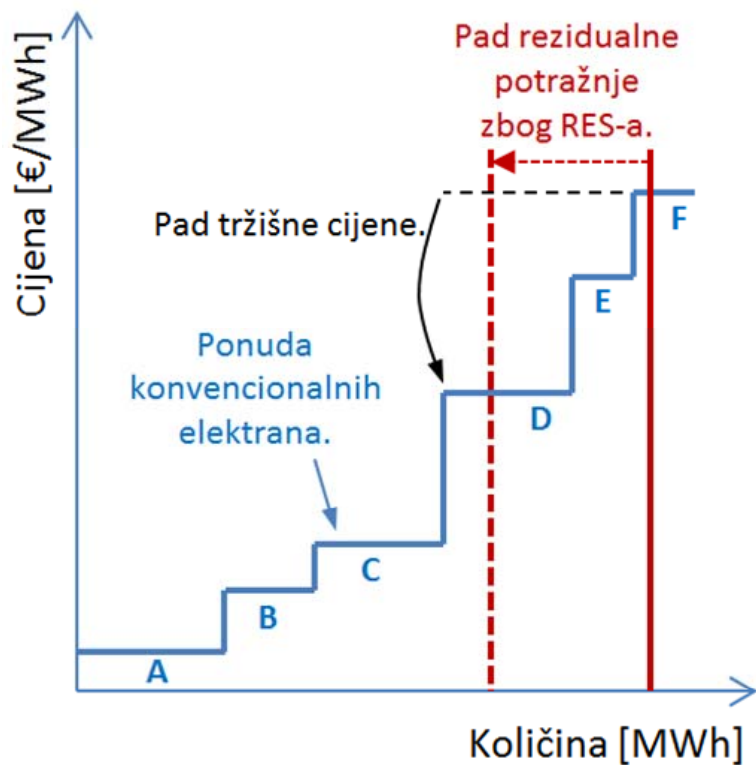 Cijena [€/MWh]
Pad rezidualne
potražnje
zbog RES-a.
Pad tržišne cijene.
F
E
Ponuda
konvencionalnih
elektrana.
D
C
B
A
Količina [MWh]